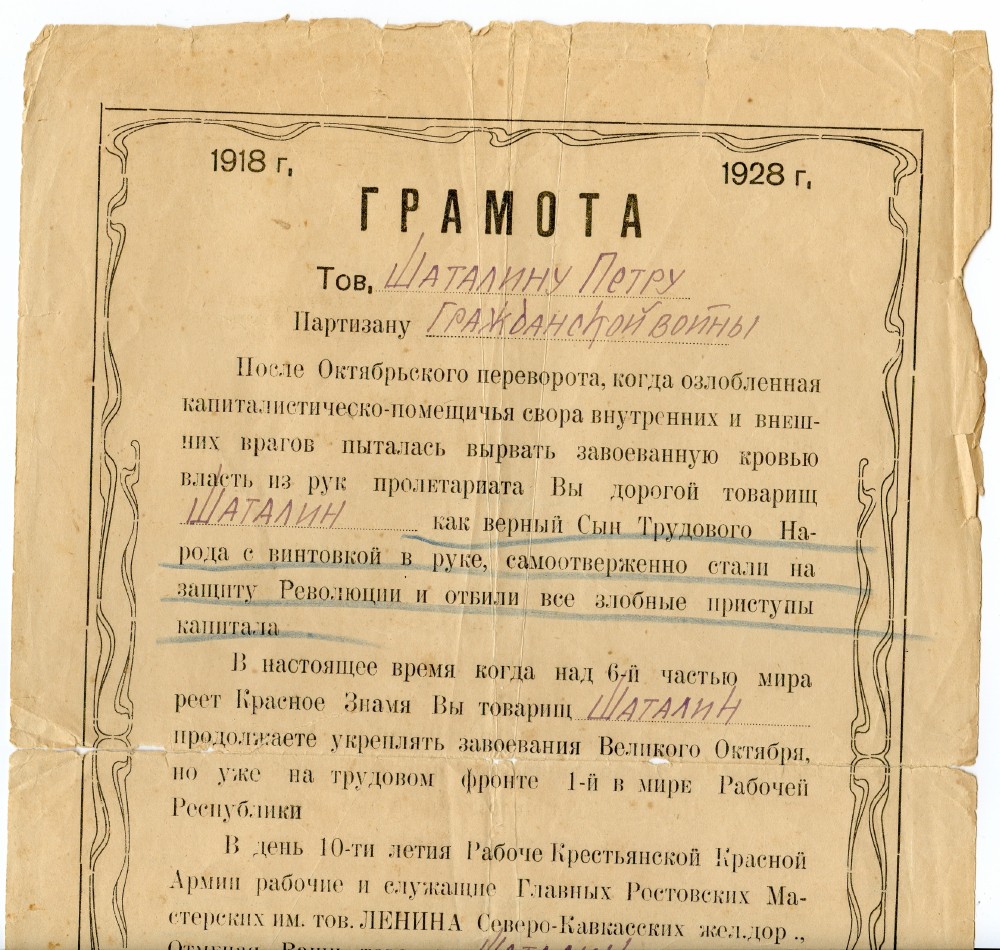 1918 г.
1928 г.
ГРАМОТА
Тов. Шаталину Петру
Партизану Гражданской войны
После Октябрьского переворота, когда озлобленная
капиталистическо-помещичья свора внутренних и внеш-
них врагов пыталась вырвать завоеванную кровью
власть из рук пролетариата Вы дорогой товарищ
Шаталин как верный Сын Трудового На-
рода с винтовкой в руке, самоотверженно стали на
защиту Революции и отбили все злобные приступы
капитала
В настоящее время когда над 6-й частью мира
реет Красное Знамя Вы товарищ Шаталин
продолжаете укреплять завоевания Великого Октября,
но уже на трудовом фронте 1-й в мире Рабочей
Республики
В день 10-ти летия Рабоче Крестьянской Красной
Армии рабочие и служащие Главных Ростовских Ма-
стерских им. тов. ЛЕНИНА Северо-Кавказских жел.дор.,
Отмечая Ваши Шаталин